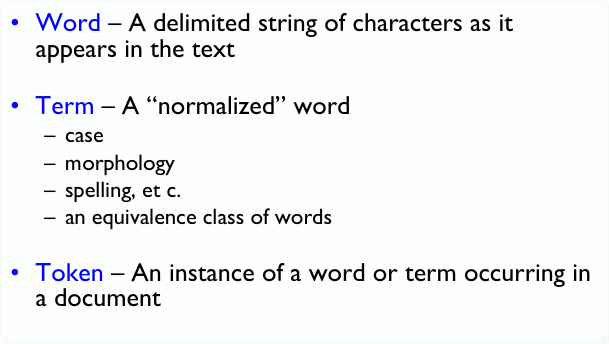 • Word – A delimited string of characters as it
appears in the text
• Term – A “normalized” word
– case
– morphology
– spelling, et c.
– an equivalence class of words
• Token – An instance of a word or term occurring in
a document